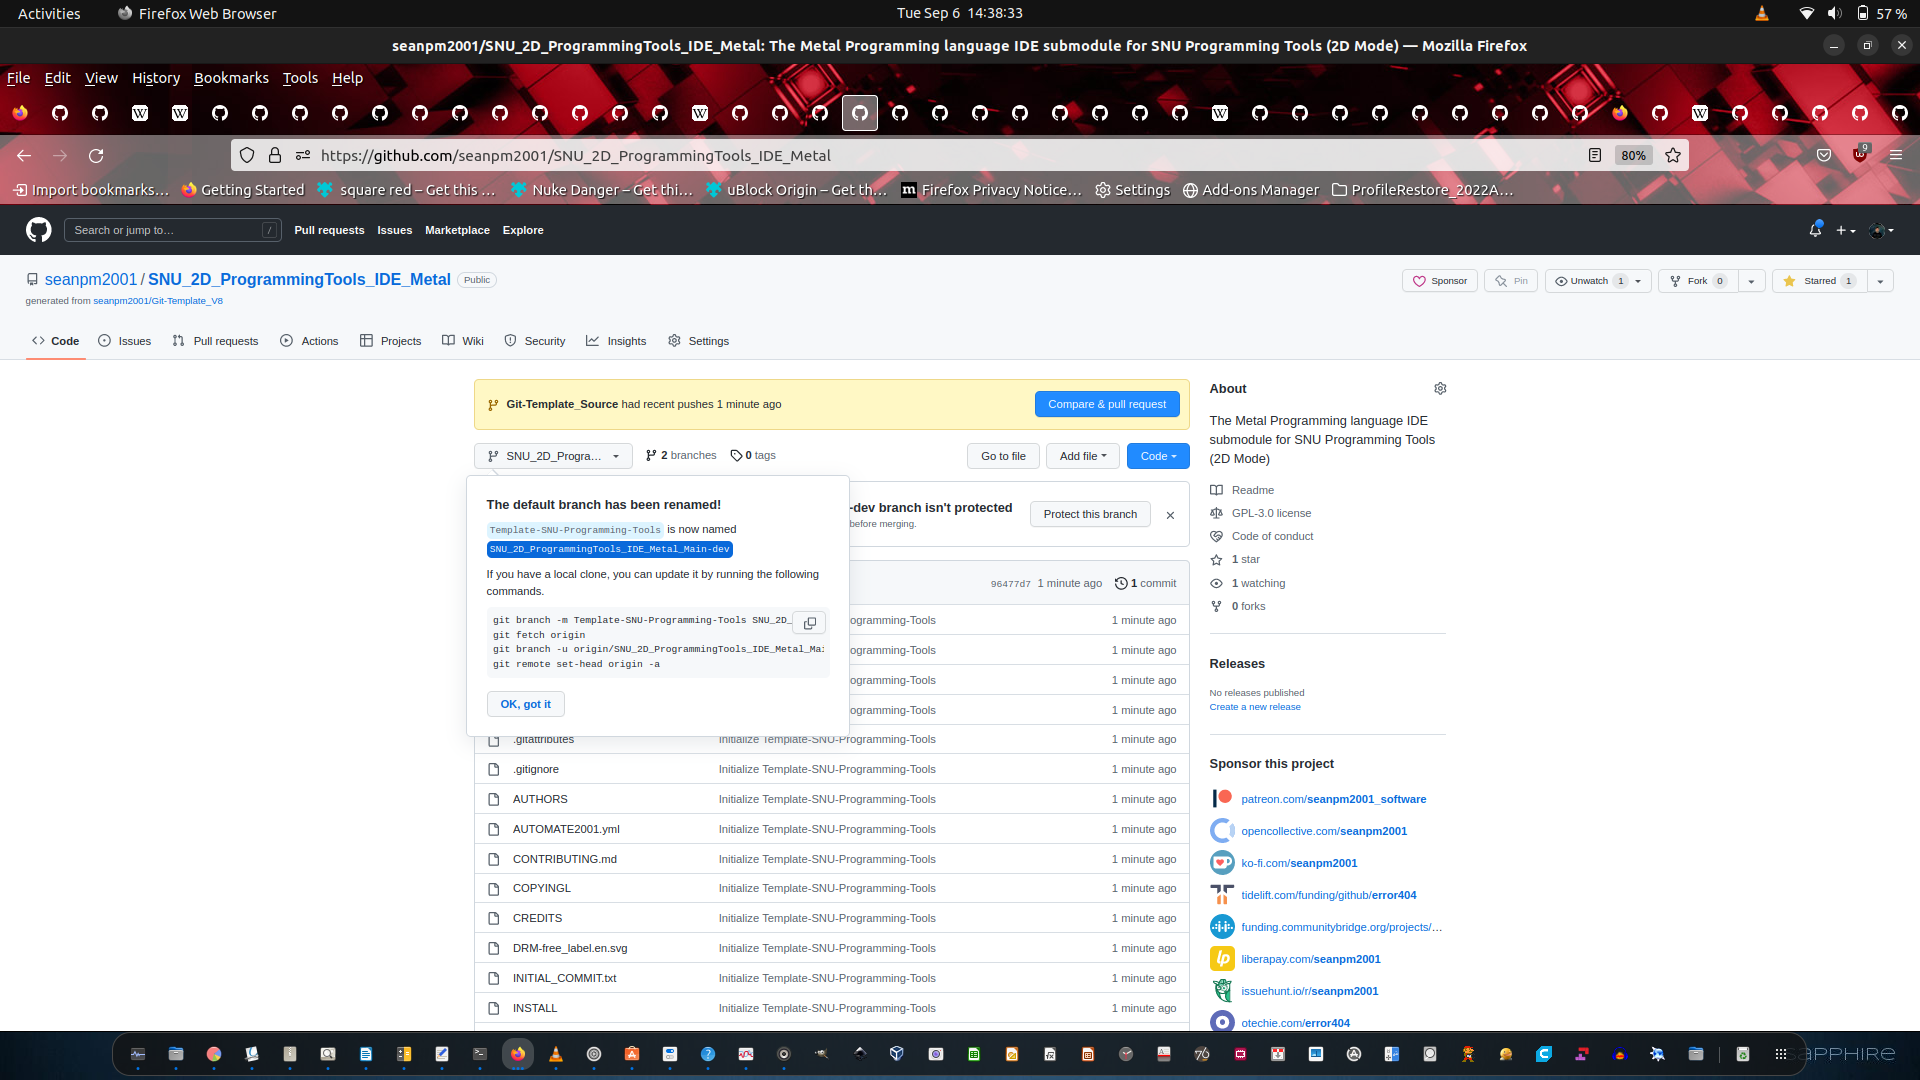 Activities
Firefox Web Browser
Tue Sep 6 14:38:33
57 %
seanpm2001/SNU_2D_ProgrammingTools_IDE_Metal: The Metal Programming language IDE submodule for SNU Programming Tools (2D Mode) — Mozilla Firefox
File Edit View History Bookmarks Tools Help
https://github.com/seanpm2001/SNU_2D_ProgrammingTools_IDE_Metal
80%
9
Import bookmarks… Getting Started square red – Get this … Nuke Danger – Get thi… uBlock Origin – Get th… Firefox Privacy Notice… Settings Add-ons Manager ProfileRestore_2022A…
Search or jump to… /
Pull requests Issues Marketplace Explore
seanpm2001 / SNU_2D_ProgrammingTools_IDE_Metal Public
generated from seanpm2001/Git-Template_V8
Sponsor Pin Unwatch 1 Fork 0 Starred 1
Code Issues Pull requests Actions Projects Wiki Security Insights Settings
Git-Template_Source had recent pushes 1 minute ago
Compare & pull request
SNU_2D_Progra… 2 branches 0 tags
Go to file Add file Code
The default branch has been renamed!
Template-SNU-Programming-Tools is now named
SNU_2D_ProgrammingTools_IDE_Metal_Main-dev
If you have a local clone, you can update it by running the following
commands.
git branch -m Template-SNU-Programming-Tools SNU_2D_
git fetch origin
git branch -u origin/SNU_2D_ProgrammingTools_IDE_Metal_Mai
git remote set-head origin -a
OK, got it
-dev branch isn't protected
before merging.
Protect this branch
96477d7 1 minute ago 1 commit
ogramming-Tools 1 minute ago
ogramming-Tools 1 minute ago
ogramming-Tools 1 minute ago
ogramming-Tools 1 minute ago
.gitattributes Initialize Template-SNU-Programming-Tools 1 minute ago
.gitignore Initialize Template-SNU-Programming-Tools 1 minute ago
AUTHORS Initialize Template-SNU-Programming-Tools 1 minute ago
AUTOMATE2001.yml Initialize Template-SNU-Programming-Tools 1 minute ago
CONTRIBUTING.md Initialize Template-SNU-Programming-Tools 1 minute ago
COPYINGL Initialize Template-SNU-Programming-Tools 1 minute ago
CREDITS Initialize Template-SNU-Programming-Tools 1 minute ago
DRM-free_label.en.svg Initialize Template-SNU-Programming-Tools 1 minute ago
INITIAL_COMMIT.txt Initialize Template-SNU-Programming-Tools 1 minute ago
INSTALL Initialize Template-SNU-Programming-Tools 1 minute ago
About
The Metal Programming language IDE
submodule for SNU Programming Tools
(2D Mode)
Readme
GPL-3.0 license
Code of conduct
1 star
1 watching
0 forks
Releases
No releases published
Create a new release
Sponsor this project
patreon.com/seanpm2001_software
opencollective.com/seanpm2001
ko-fi.com/seanpm2001
tidelift.com/funding/github/error404
funding.communitybridge.org/projects/…
liberapay.com/seanpm2001
issuehunt.io/r/seanpm2001
otechie.com/error404
SAPPHIRE